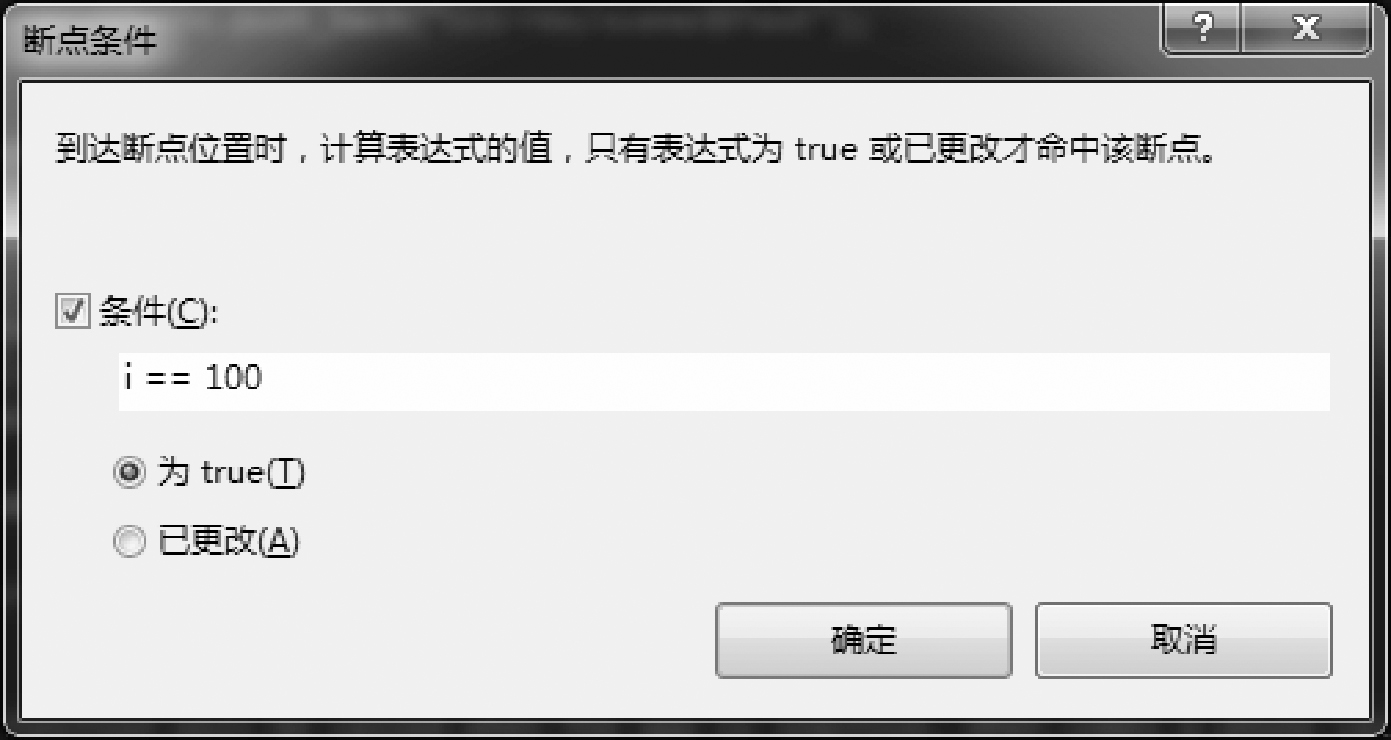 断点条件
到达断点位置时，计算表达式的值，只有表达式为 true 或已更改才命中该断点。
条件(C):
i == 100
为 true(T)
已更改(A)
确定 取消